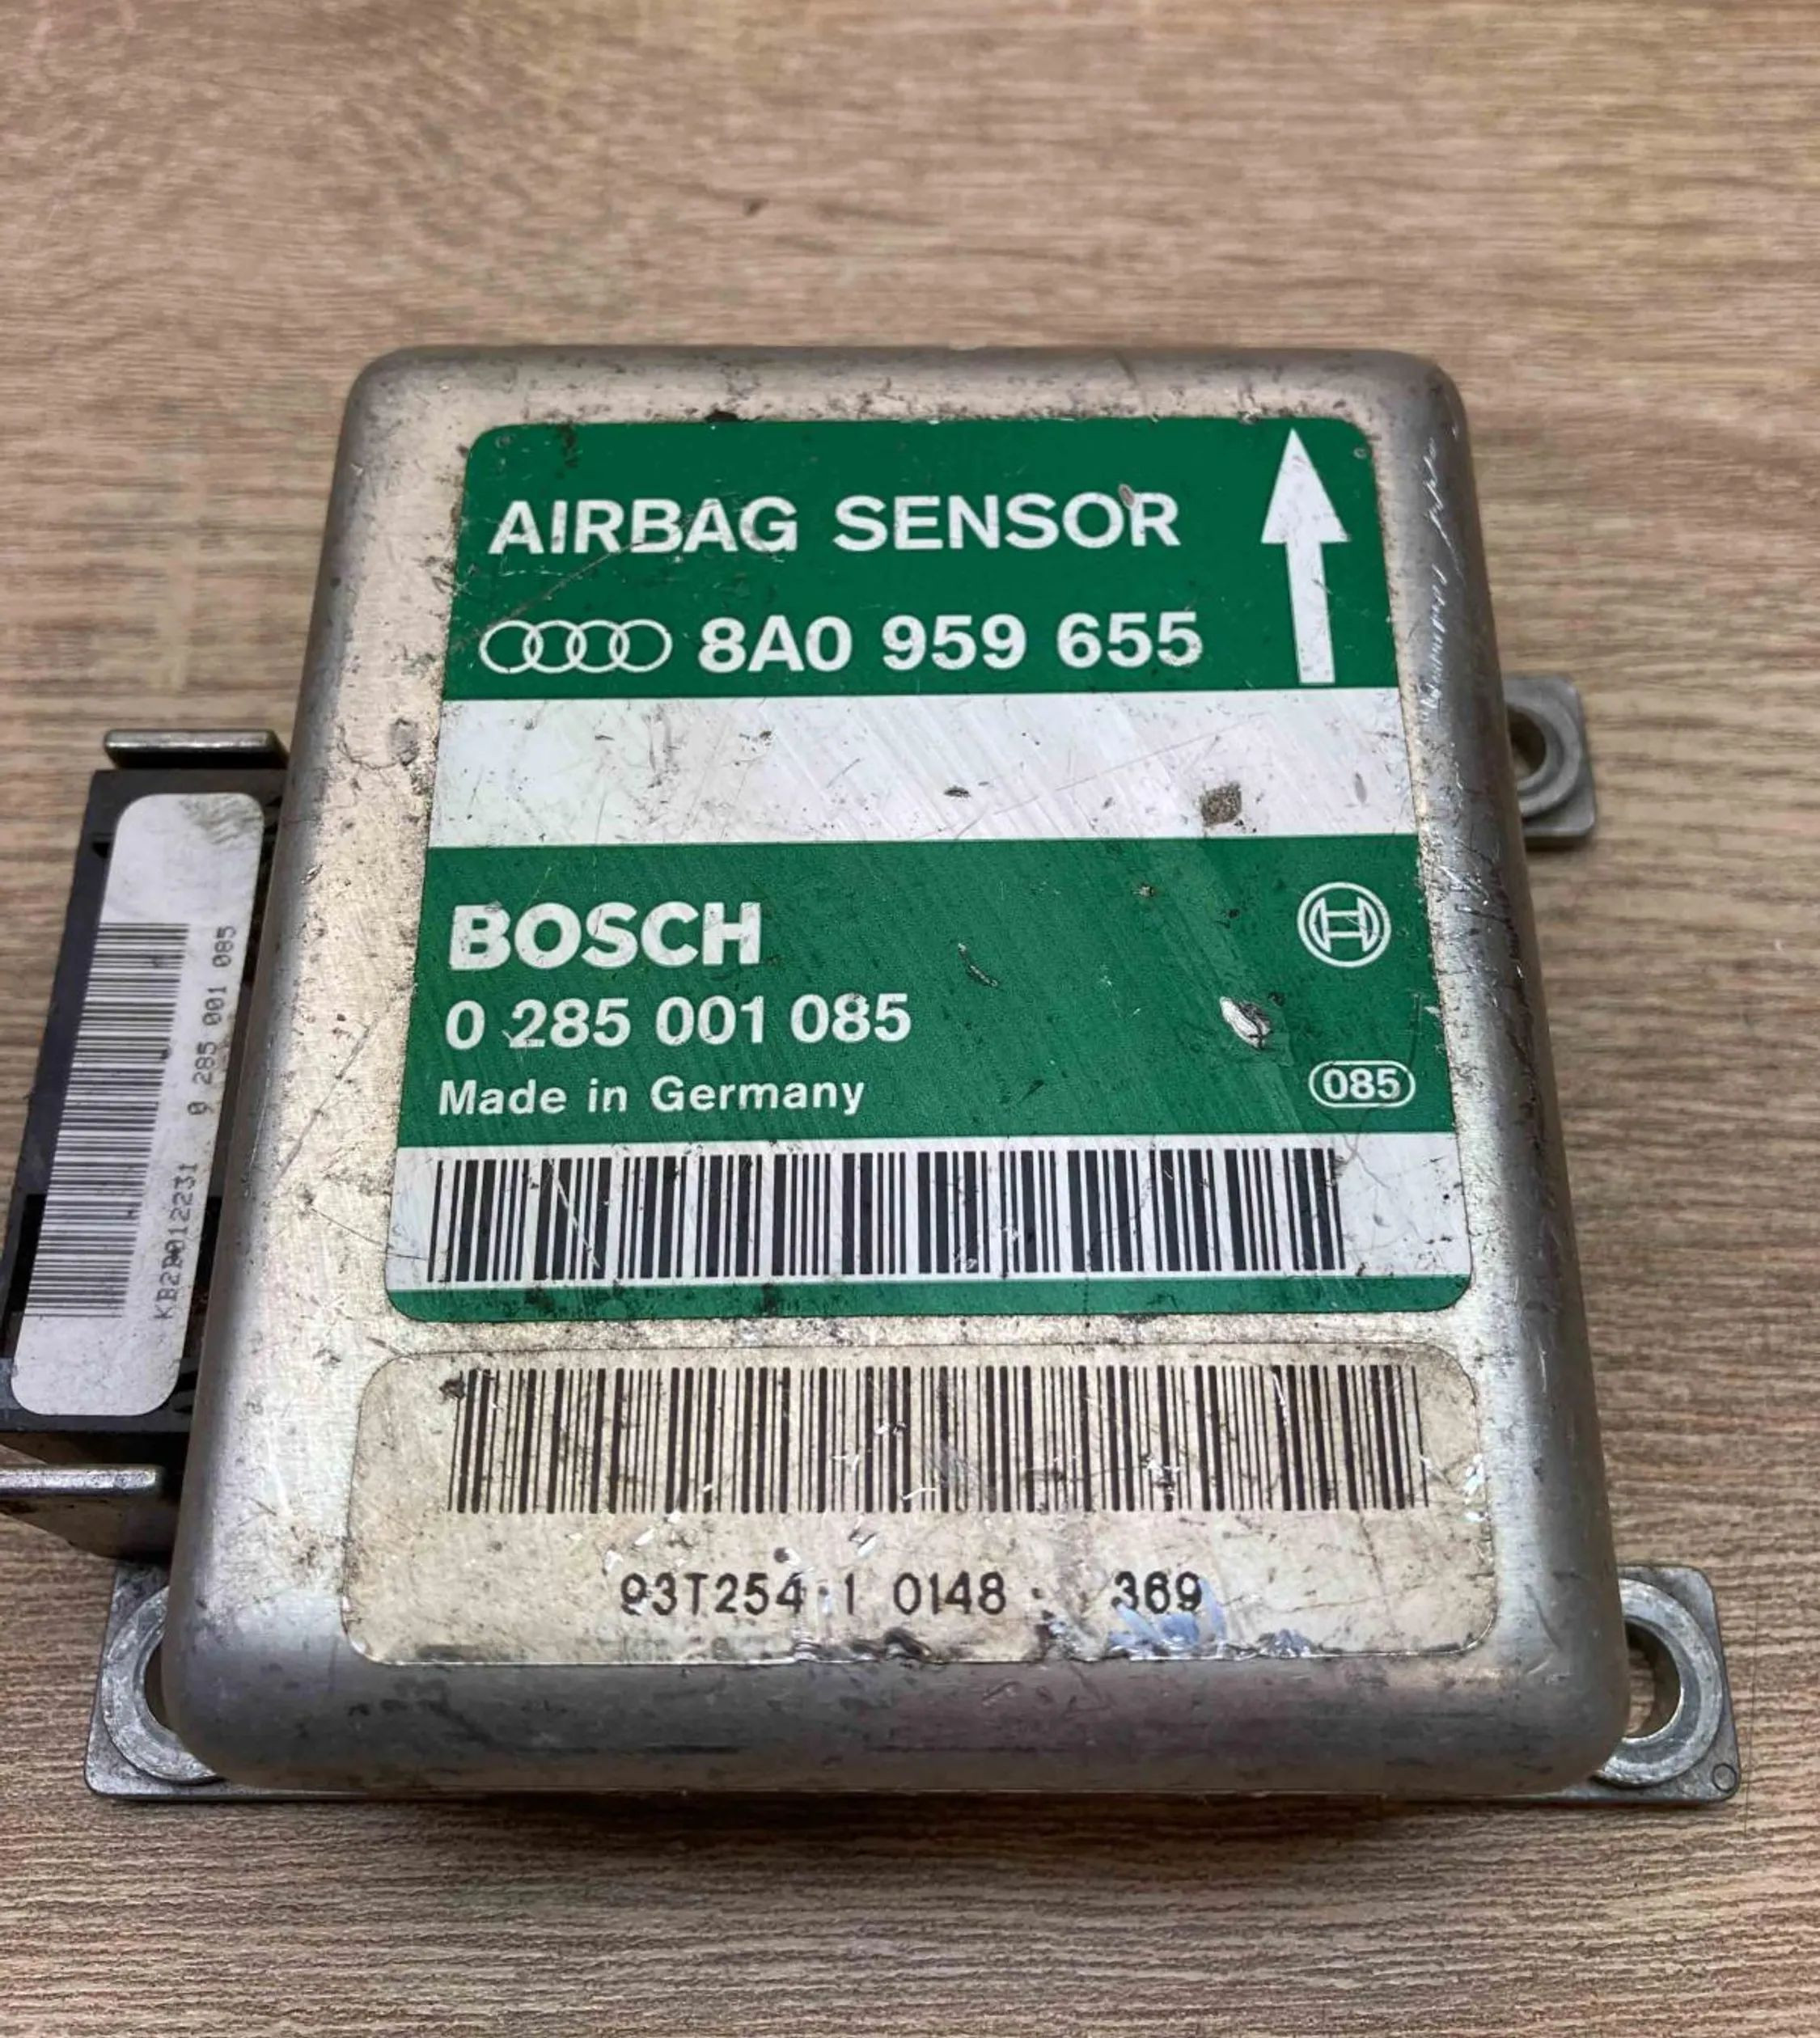 AIRBAG SENSOR
8A0 959 655
BOSCH
0 285 001 085
Made in Germany
085
93T254 1 0148 369
0 285 001 085